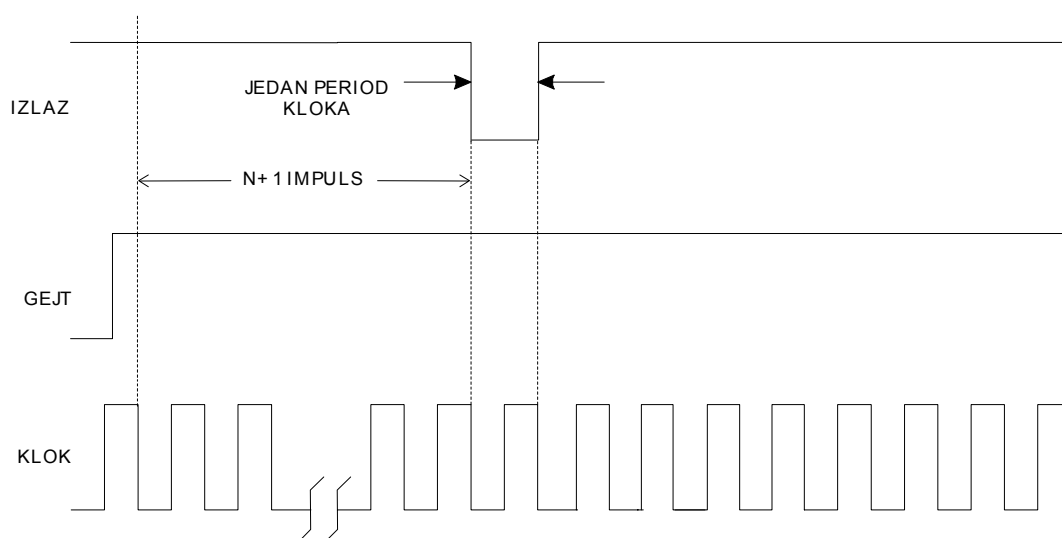 IZLAZ
JEDAN PERIOD
KLOKA
N+1 IMPULS
GEJT
KLOK